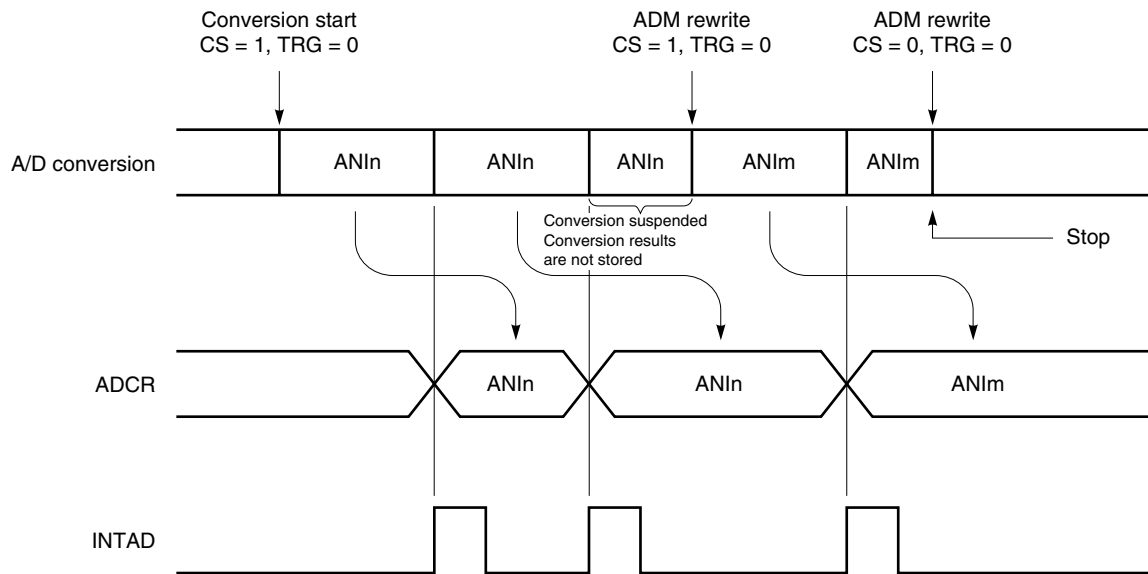 Conversion start
CS = 1, TRG = 0
ADM rewrite
CS = 1, TRG = 0
ADM rewrite
CS = 0, TRG = 0
A/D conversion
ANIn
ANIn
ANIn
ANIm
ANIm
Conversion suspended
Conversion results
are not stored
Stop
ADCR
ANIn
ANIn
ANIm
INTAD